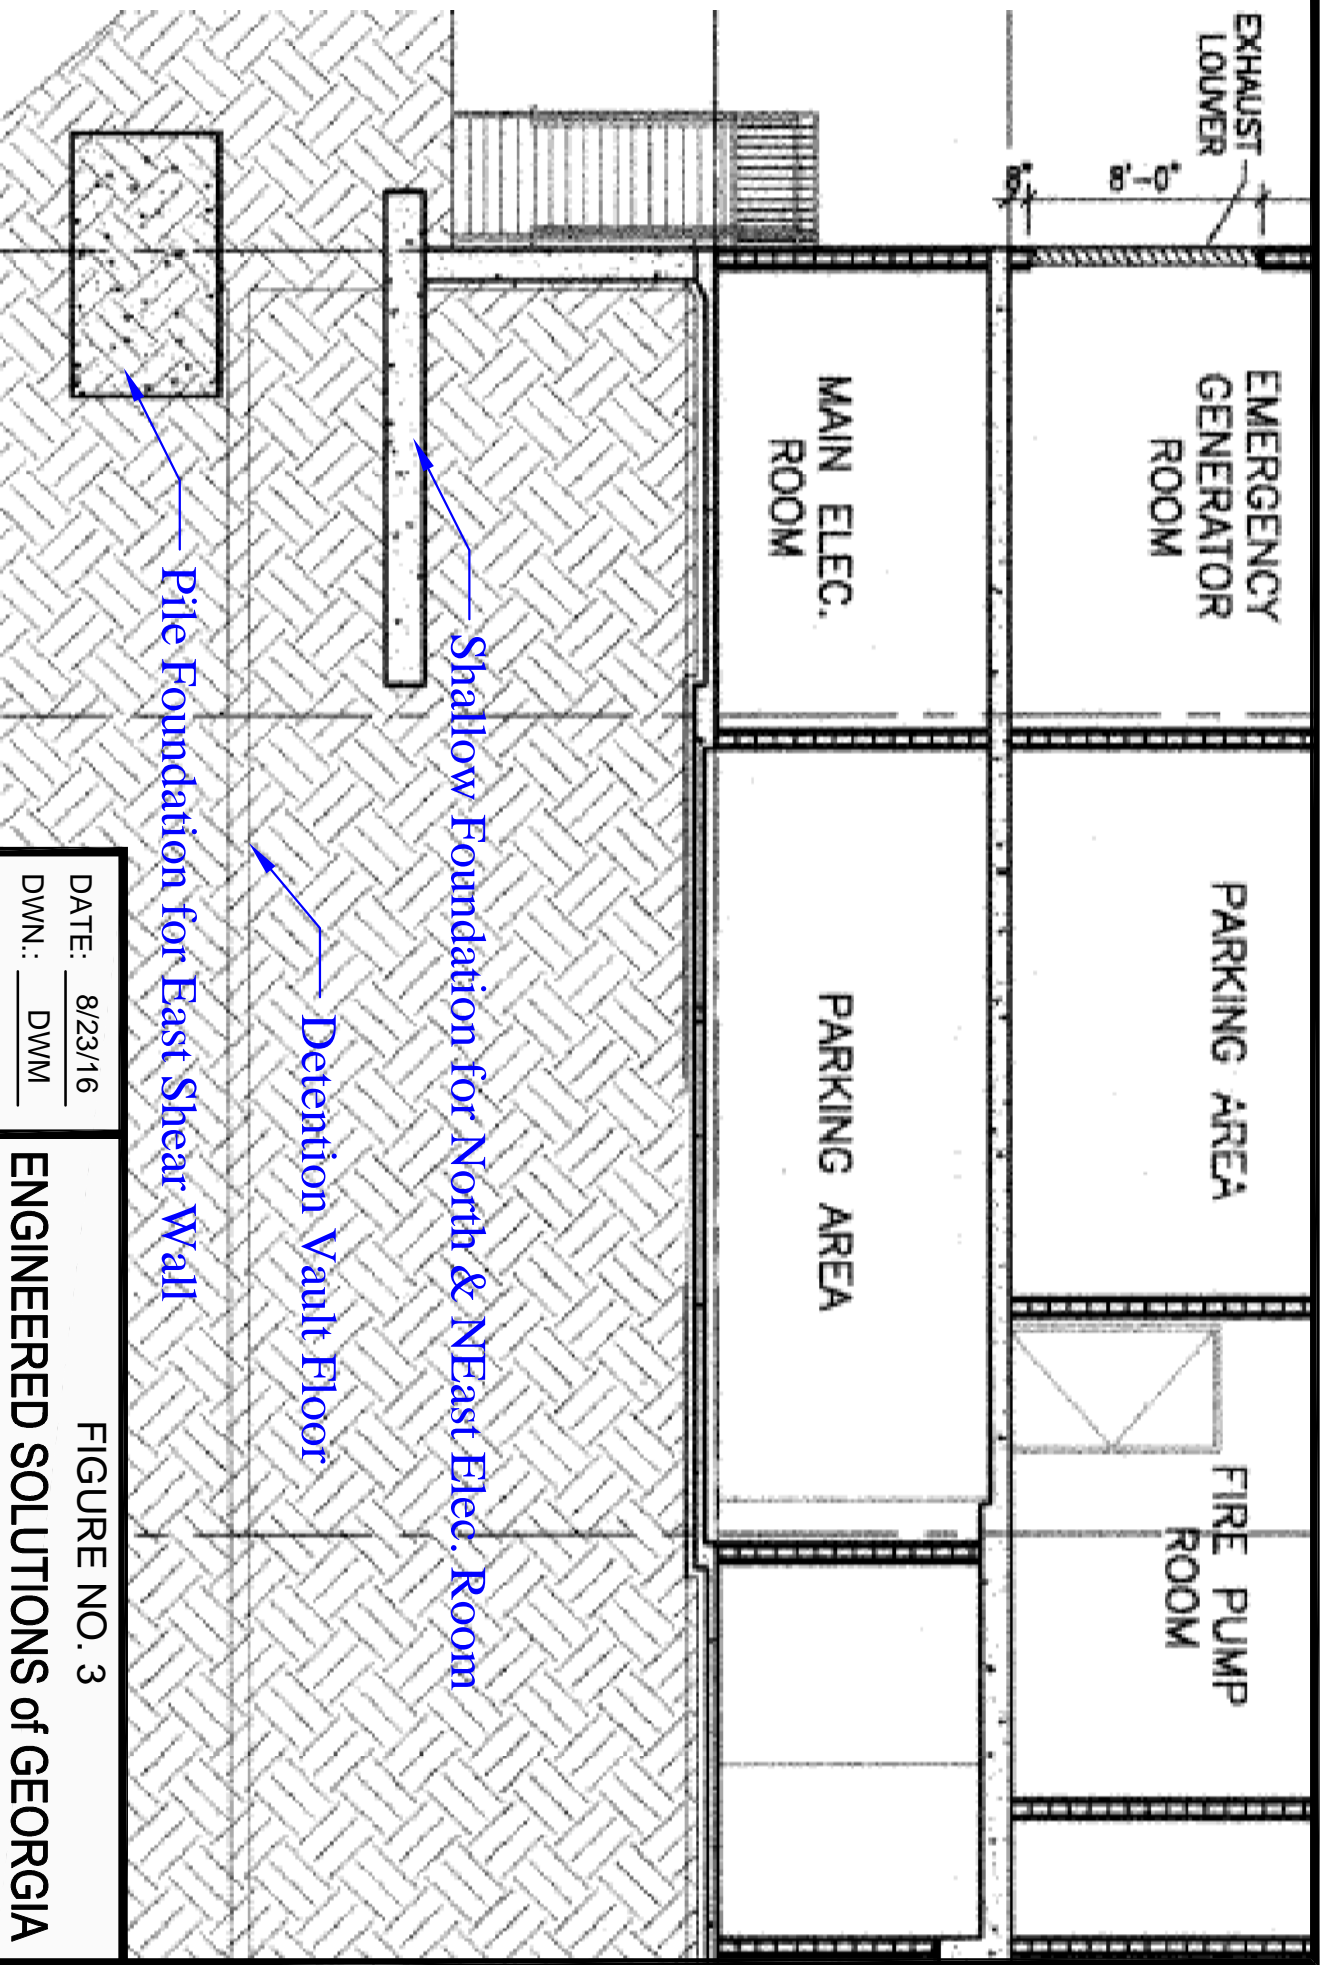 EXHAUST
LOUVER
8"
8'-0"
EMERGENCY
GENERATOR
ROOM
PARKING AREA
FIRE PUMP
ROOM
MAIN ELEC.
ROOM
PARKING AREA
Shallow Foundation for North & NEast Elec. Room
Detention Vault Floor
Pile Foundation for East Shear Wall
DATE: 8/23/16
DWN.: DWM
FIGURE NO. 3
ENGINEERED SOLUTIONS of GEORGIA